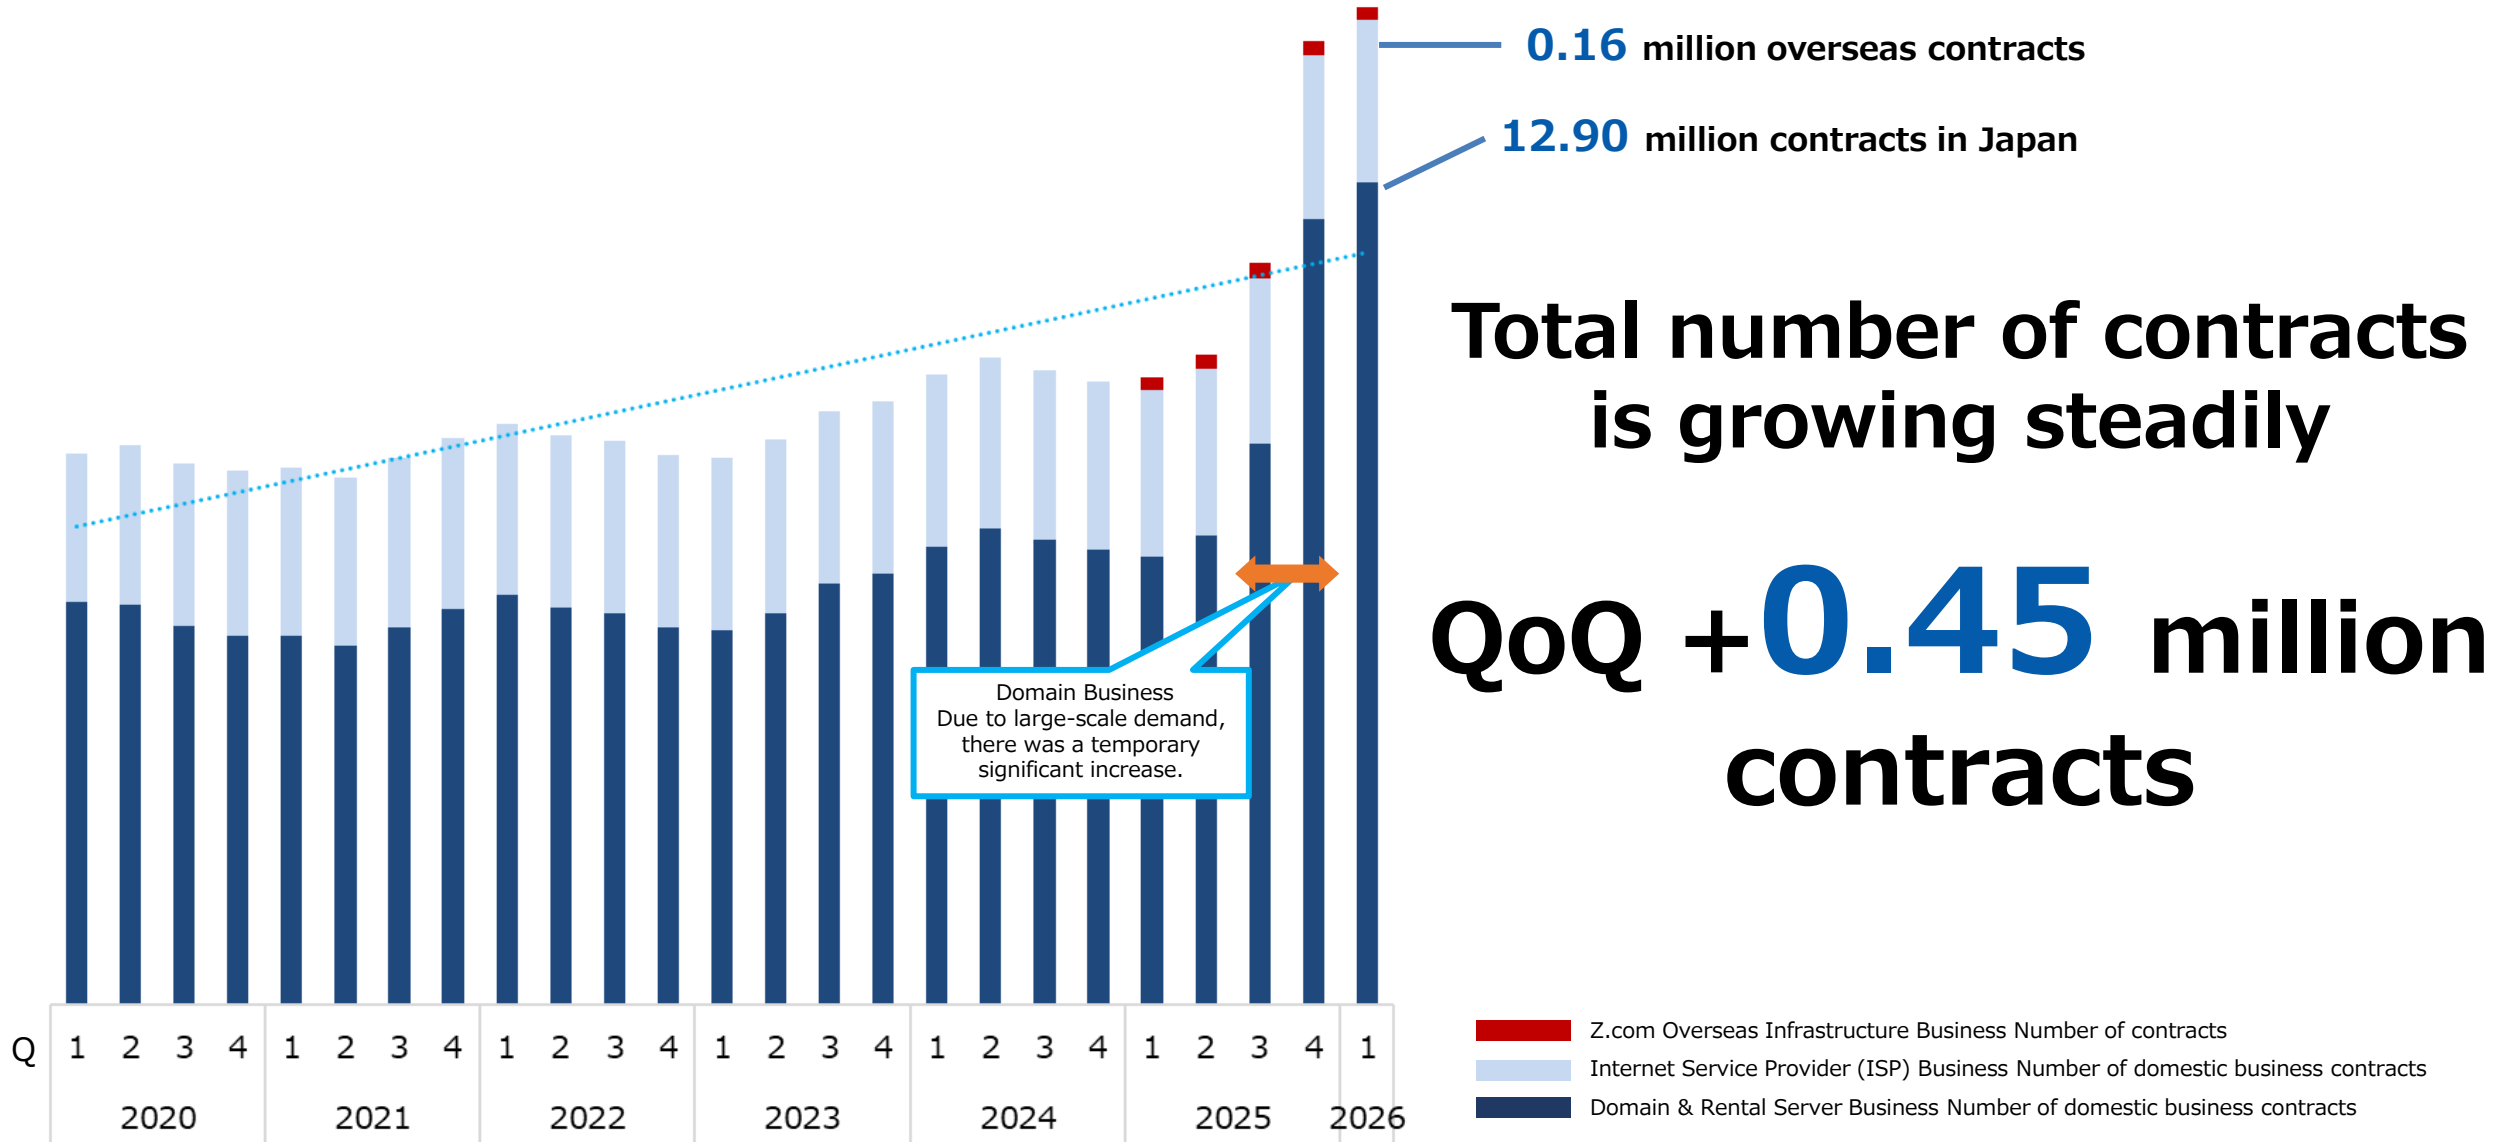 0.16 million overseas contracts
12.90 million contracts in Japan
Total number of contracts
is growing steadily
QoQ +0.45 million
contracts
Domain Business
Due to large-scale demand,
there was a temporary
significant increase.
Q 1 2 3 4 1 2 3 4 1 2 3 4 1 2 3 4 1 2 3 4 1 2 3 4 1
2020 2021 2022 2023 2024 2025 2026
Z.com Overseas Infrastructure Business Number of contracts
Internet Service Provider (ISP) Business Number of domestic business contracts
Domain & Rental Server Business Number of domestic business contracts